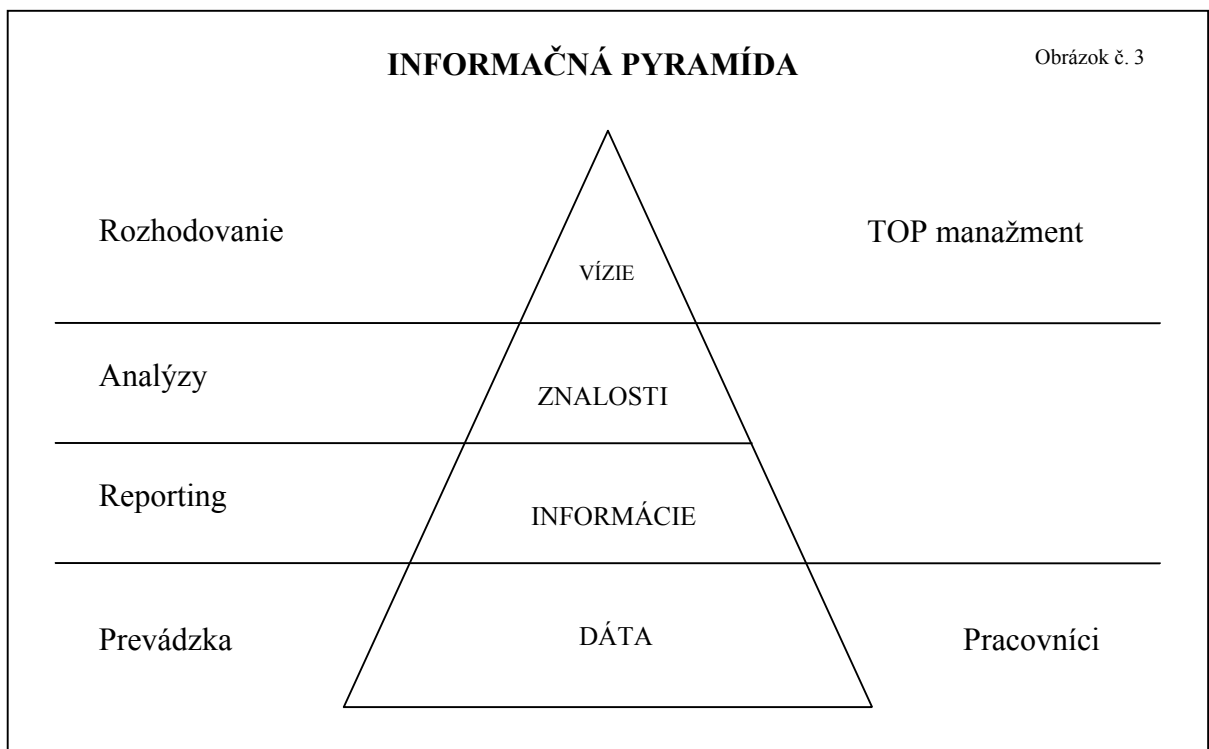 INFORMAČNÁ PYRAMÍDA
Obrázok č. 3
Rozhodovanie
VÍZIE
TOP manažment
Analýzy
ZNALOSTI
Reporting
INFORMÁCIE
Prevádzka
DÁTA
Pracovníci